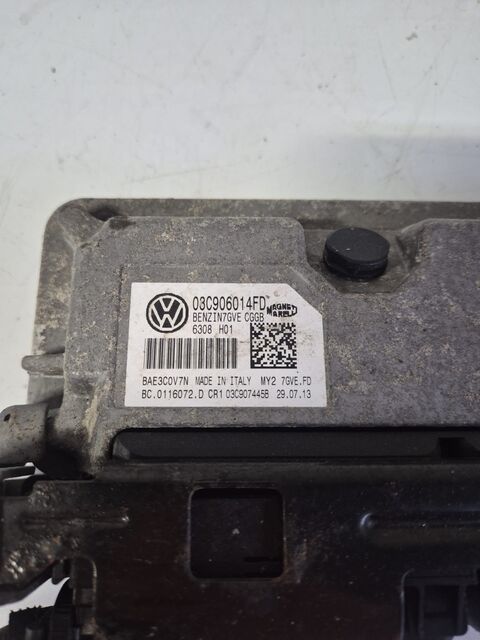 03C906014FD
BENZIN7GVE CGGB
6308 H01
MAGNETI
MARELLI
BAE3C0V7N MADE IN ITALY MY2 7GVE.FD
BC.0116072.D CR1 03C907445B 29.07.13